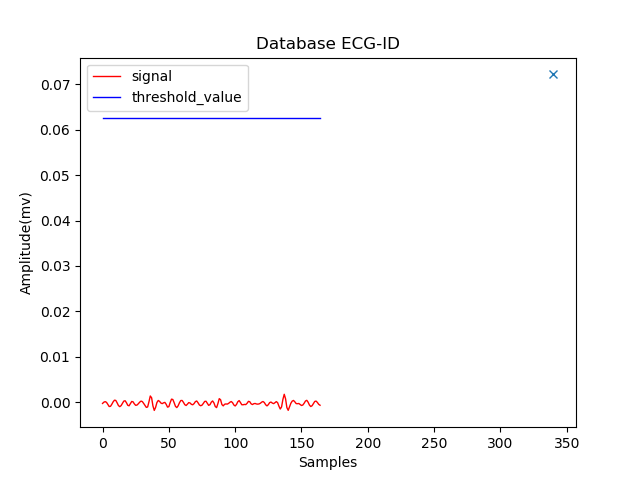 Database ECG-ID
signal
threshold_value
0.07
0.06
0.05
0.04
0.03
0.02
0.01
0.00
Amplitude(mv)
0 50 100 150 200 250 300 350
Samples